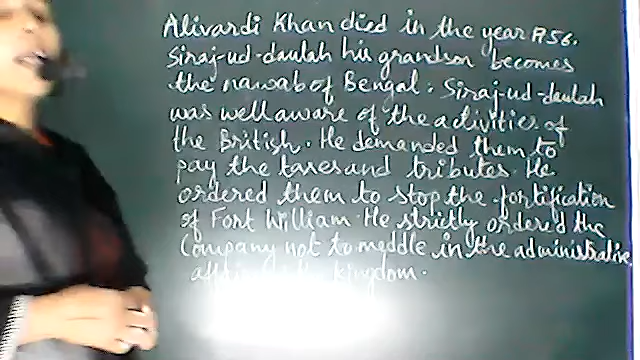 Alivardi Khan died in the year 1756.
Siraj-ud-daulah his grandson becomes
the nawab of Bengal. Siraj-ud-daulah
was well aware of the activities of
the British. He demanded them to
pay the taxes and tributes. He
ordered them to stop the fortification
of Fort William. He strictly ordered the
Company not to meddle in the administrative
kingdom.